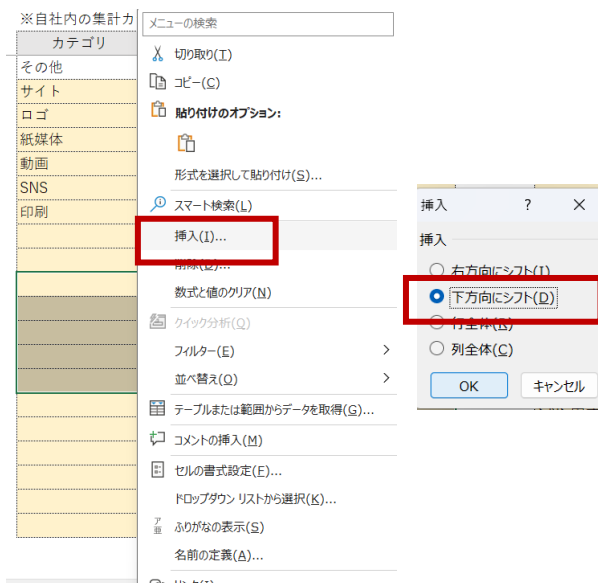 ※自社内の集計カ
カテゴリ
その他
サイト
ロゴ
紙媒体
動画
SNS
印刷
メニューの検索
切り取り(T)
コピー(C)
貼り付けのオプション:
形式を選択して貼り付け(S)...
スマート検索(L)
挿入(I)...
削除(D)...
数式と値のクリア(N)
クイック分析(Q)
フィルター(E)
並べ替え(O)
テーブルまたは範囲からデータを取得(G)...
コメントの挿入(M)
セルの書式設定(F)...
ドロップダウン リストから選択(K)...
ふりがなの表示(S)
名前の定義(A)...
挿入 ?
挿入
右方向にシフト(I)
下方向にシフト(D)
行全体(R)
列全体(C)
OK キャンセル